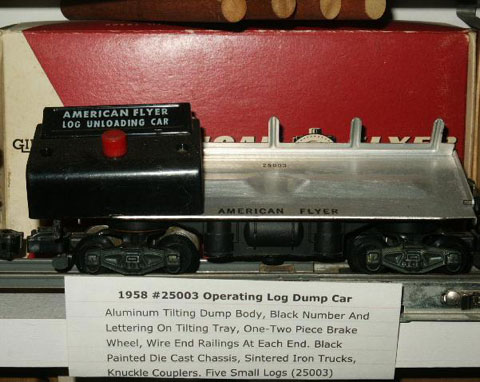 AMERICAN FLYER
LOG UNLOADING CAR
25003
AMERICAN FLYER
1958 #25003 Operating Log Dump Car
Aluminum Tilting Dump Body, Black Number And
Lettering On Tilting Tray, One-Two Piece Brake
Wheel, Wire End Railings At Each End. Black
Painted Die Cast Chassis, Sintered Iron Trucks,
Knuckle Couplers. Five Small Logs (25003)